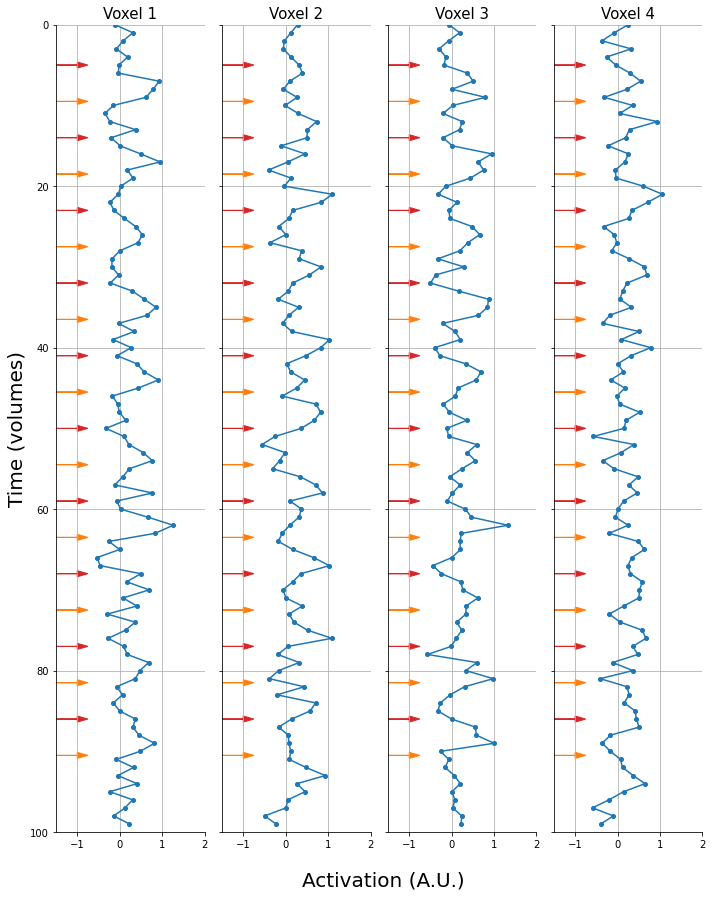 Voxel 1 Voxel 2 Voxel 3 Voxel 4
0
20
40
60
80
100
Time (volumes)
−1 0 1 2 −1 0 1 2 −1 0 1 2 −1 0 1 2
Activation (A.U.)